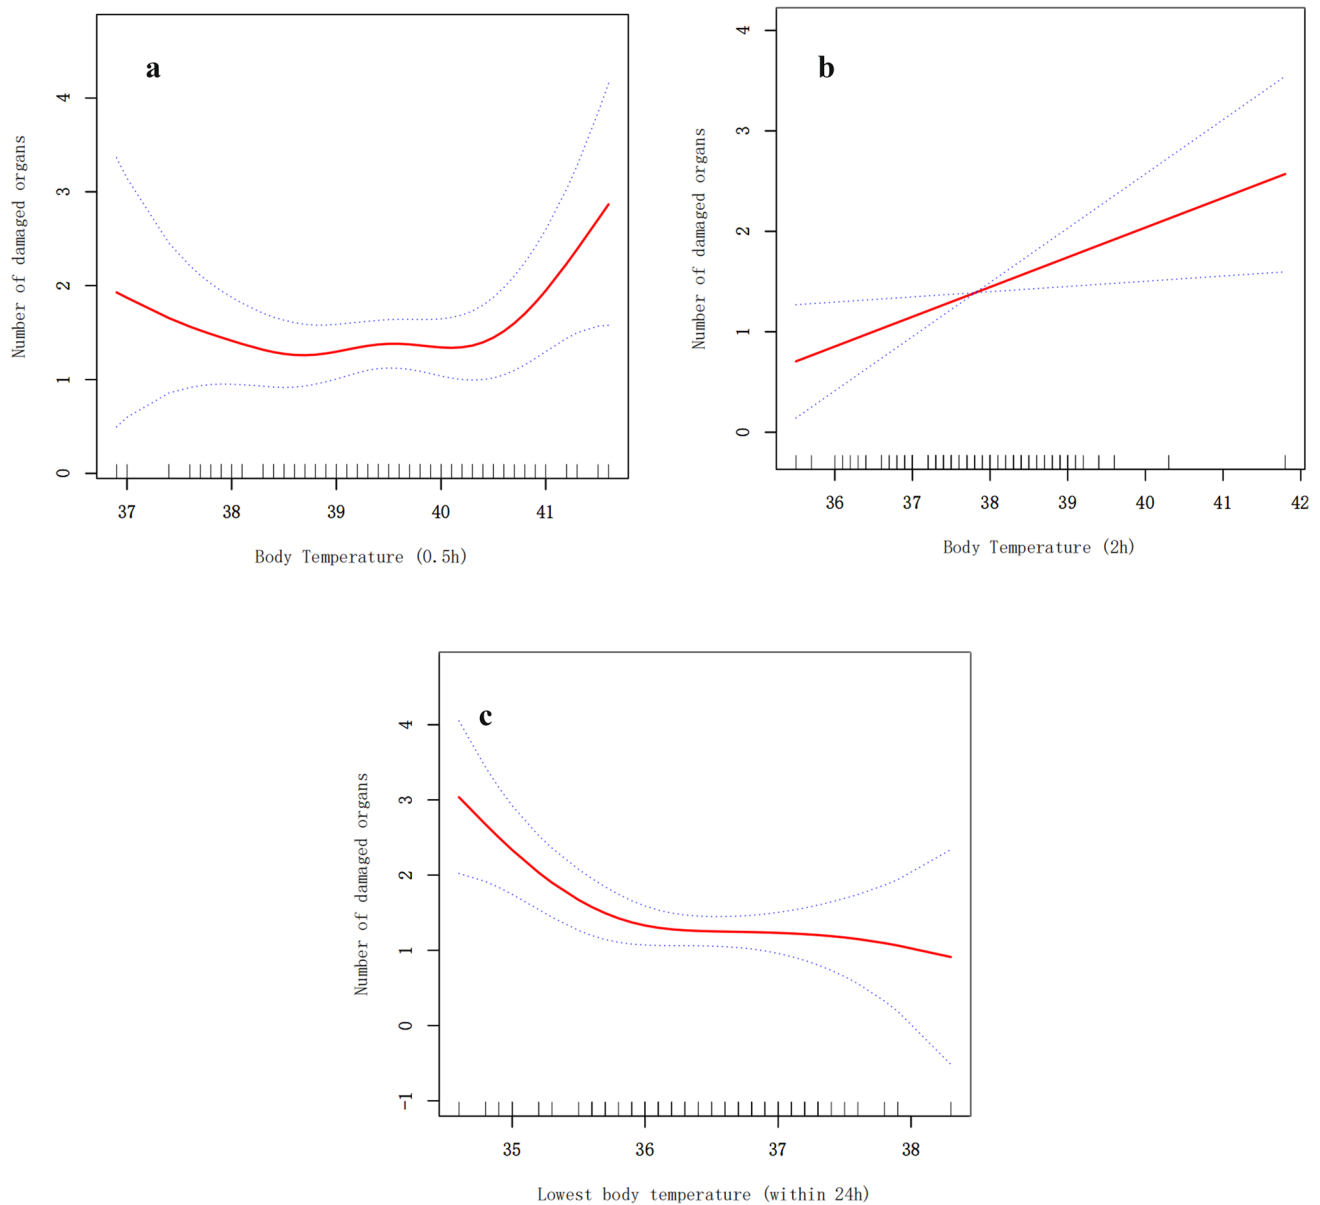 a
Number of damaged organs
4
3
2
1
0
37 38 39 40 41
Body Temperature (0.5h)
b
Number of damaged organs
4
3
2
1
0
36 37 38 39 40 41 42
Body Temperature (2h)
c
Number of damaged organs
4
3
2
1
0
-1
35 36 37 38
Lowest body temperature (within 24h)